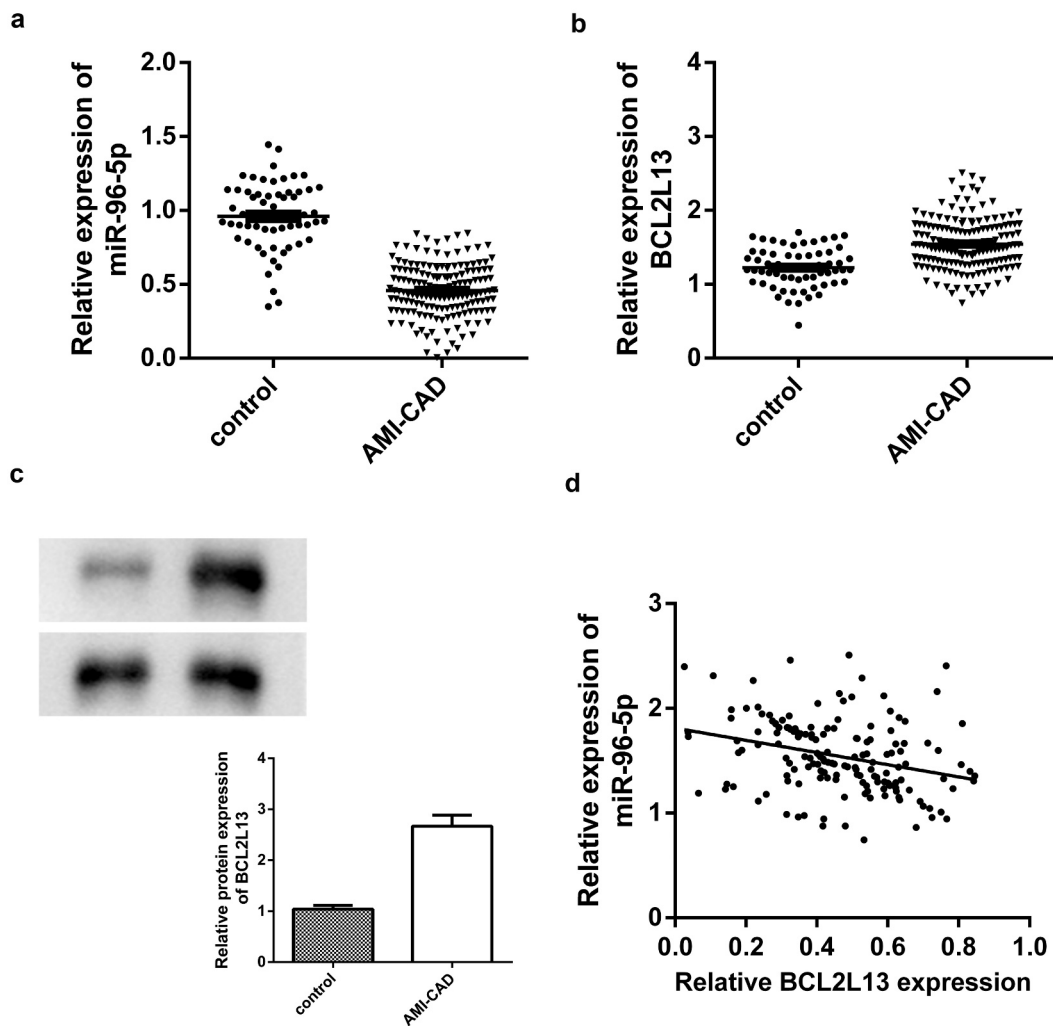 a
Relative expression of
miR-96-5p
2.0
1.5
1.0
0.5
0.0
control
AMI-CAD
b
Relative expression of
BCL2L13
4
3
2
1
0
control
AMI-CAD
c
Relative protein expression
of BCL2L13
4
3
2
1
0
control
AMI-CAD
d
Relative expression of
miR-96-5p
3
2
1
0
0.0 0.2 0.4 0.6 0.8 1.0
Relative BCL2L13 expression